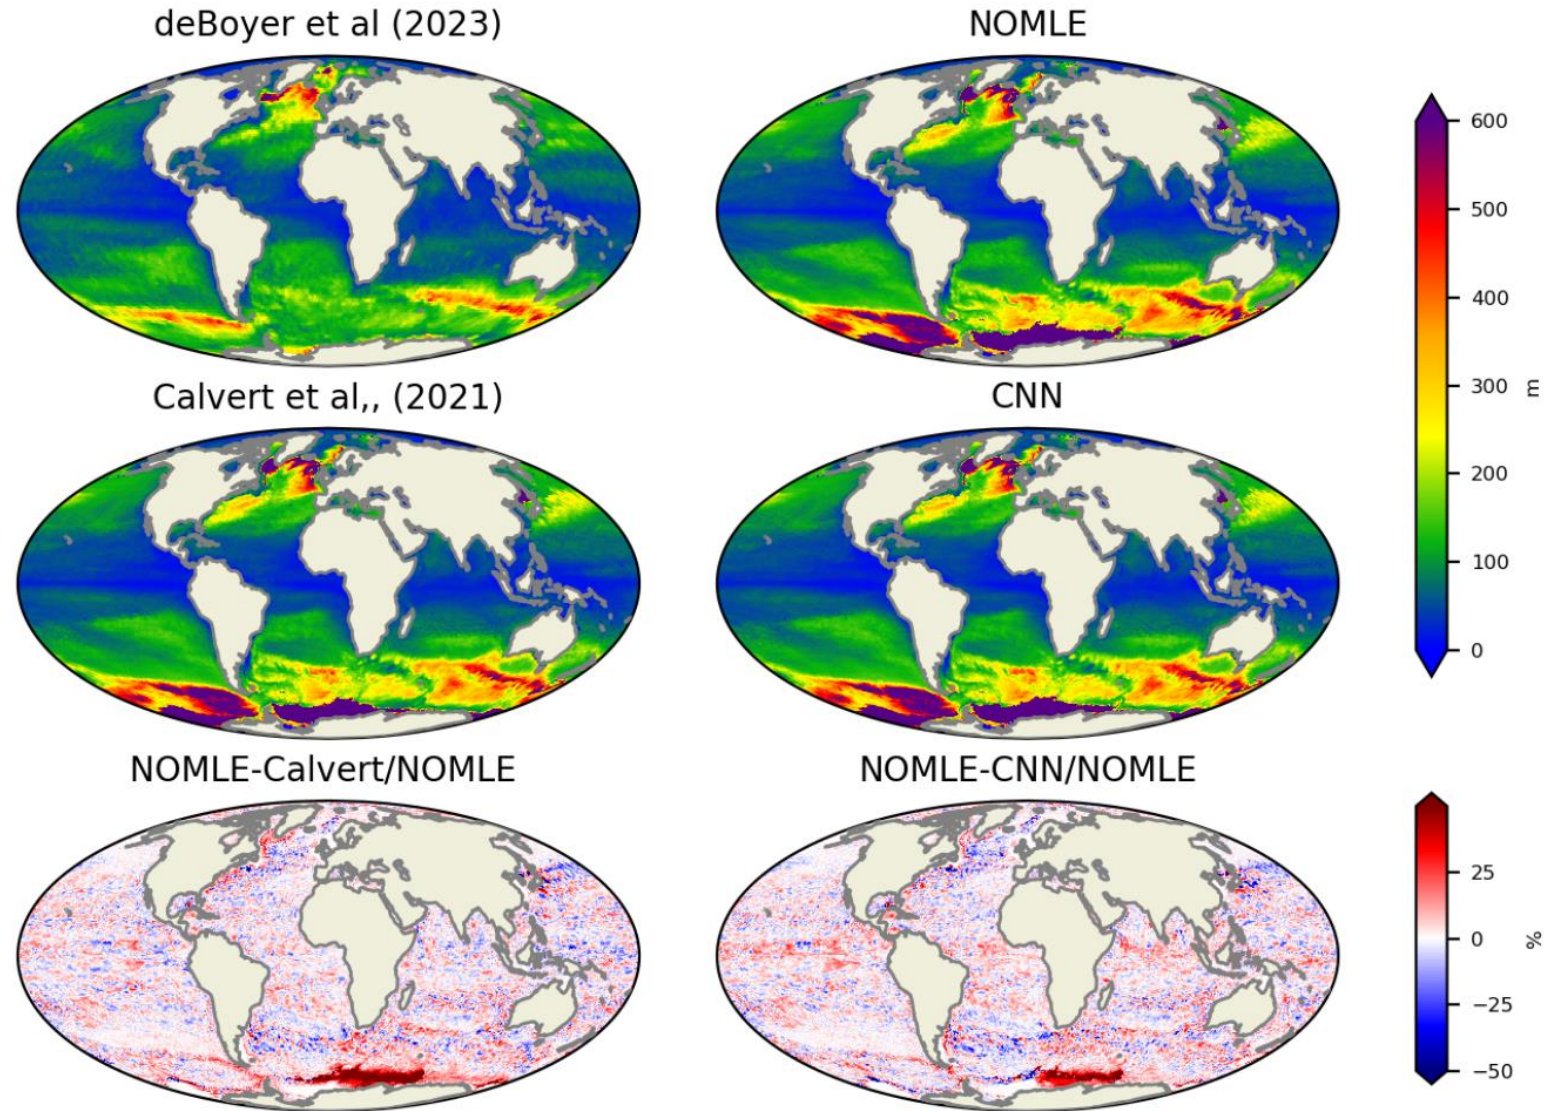 deBoyer et al (2023)
NOMLE
600
500
400
300
200
100
0
m
Calvert et al,, (2021)
CNN
NOMLE-Calvert/NOMLE
NOMLE-CNN/NOMLE
25
0
−25
−50
%